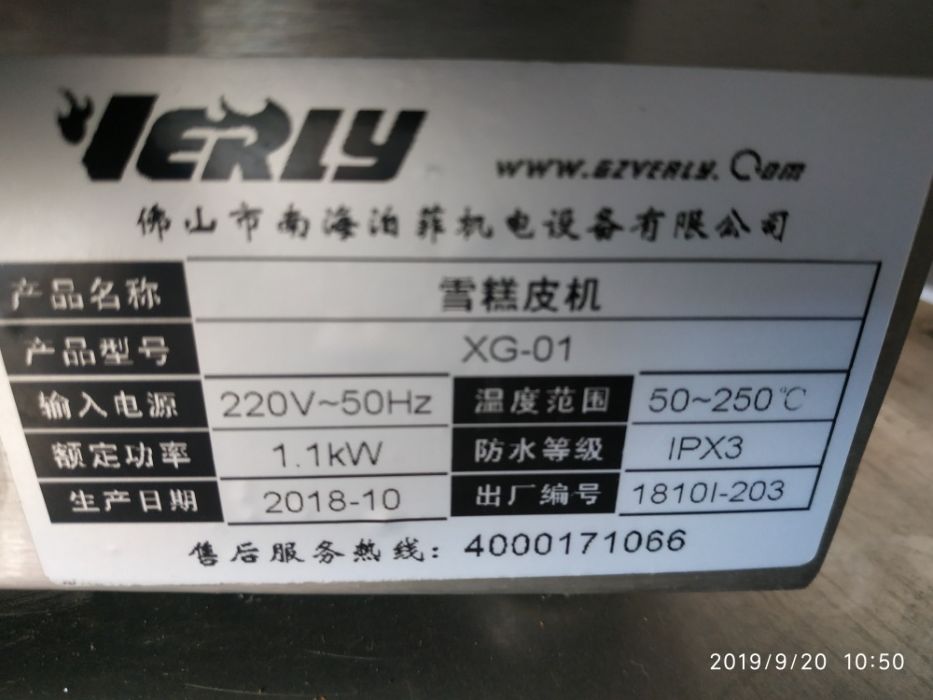 VERLY
www.GZVERLY.Com
佛山市南海泊菲机电设备有限公司
产品名称 雪糕皮机
产品型号 XG-01
输入电源 220V~50Hz 温度范围 50~250℃
额定功率 1.1kW 防水等级 IPX3
生产日期 2018-10 出厂编号 1810I-203
售后服务热线：4000171066
2019/9/20 10:50